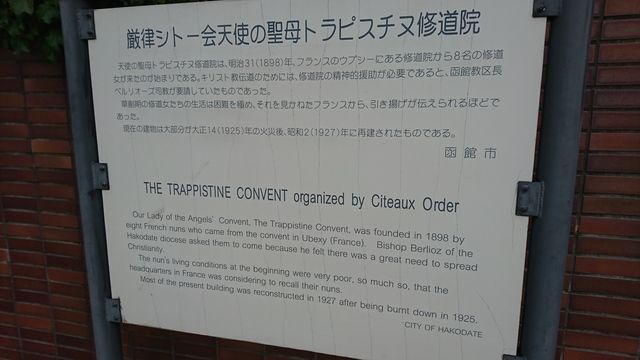 厳律シトー会天使の聖母トラピスチヌ修道院
天使の聖母トラピスチヌ修道院は、明治31(1898)年、フランスのウプシーにある修道院から8名の修道
女が来たのが始まりである。キリスト教伝道のためには、修道院の精神的援助が必要であると、函館教区長
ベルリオーズ司教が要請していたものであった。
草創期の修道女たちの生活は困難を極め、それを見かねたフランスから、引き揚げが伝えられるほどで
あった。
現在の建物は大部分が大正14(1925)年の火災後、昭和2(1927)年に再建されたものである。
函館市
THE TRAPPISTINE CONVENT organized by Citeaux Order
Our Lady of the Angels' Convent, The Trappistine Convent, was founded in 1898 by
eight French nuns who came from the convent in Ubexy (France). Bishop Berlioz of the
Hakodate diocese asked them to come because he felt there was a great need to spread
Christianity.
The nun's living conditions at the beginning were very poor, so much so, that the
headquarters in France was considering to recall their nuns.
Most of the present building was reconstructed in 1927 after being burnt down in 1925.
CITY OF HAKODATE